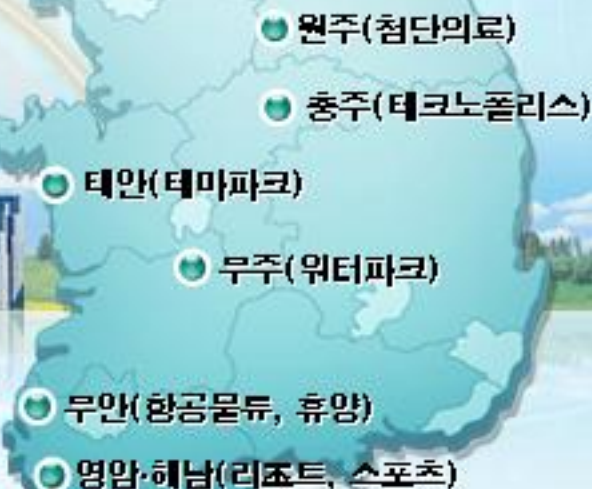 원주(첨단의료)
충주(테크노폴리스)
태안(테마파크)
무주(워터파크)
무안(항공물류, 휴양)
영암·해남(리조트, 스포츠)